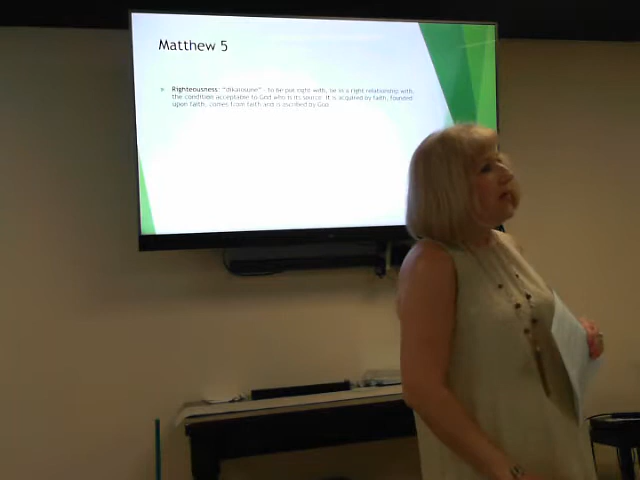 Matthew 5
Righteousness: "dikaiosune" - to be put right with, be in a right relationship with,
the condition acceptable to God who is its source. It is acquired by faith, founded
upon faith, comes from faith and is ascribed by God.